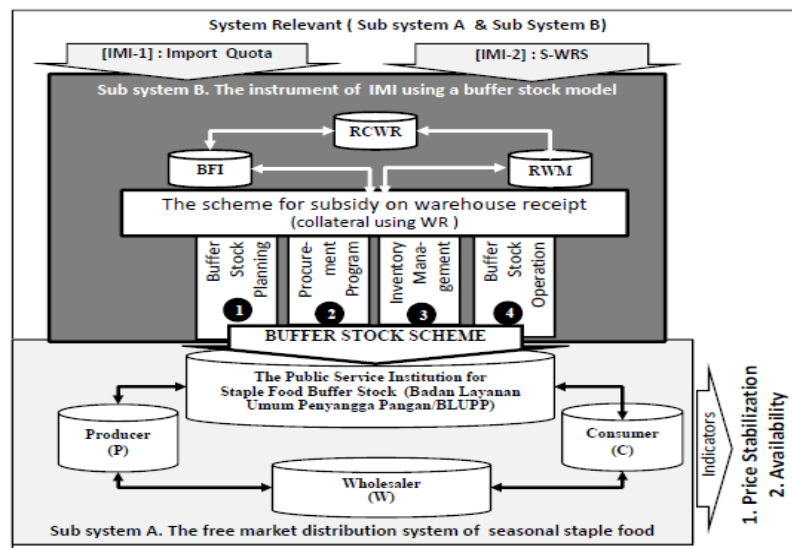 System Relevant ( Sub system A & Sub System B)
[IMI-1] : Import Quota
[IMI-2] : S-WRS
Sub system B. The instrument of IMI using a buffer stock model
RCWR
BFI
RWM
The scheme for subsidy on warehouse receipt
(collateral using WR )
Buffer
Stock
Planning
1
Procure-
ment
Program
2
Inventory
Mana-
gement
3
Buffer
Stock
Operation
4
BUFFER STOCK SCHEME
The Public Service Institution for
Staple Food Buffer Stock (Badan Layanan
Umum Penyangga Pangan/BLUPP)
Producer
(P)
Consumer
(C)
Wholesaler
(W)
Sub system A. The free market distribution system of seasonal staple food
Indicators
1. Price Stabilization
2. Availability